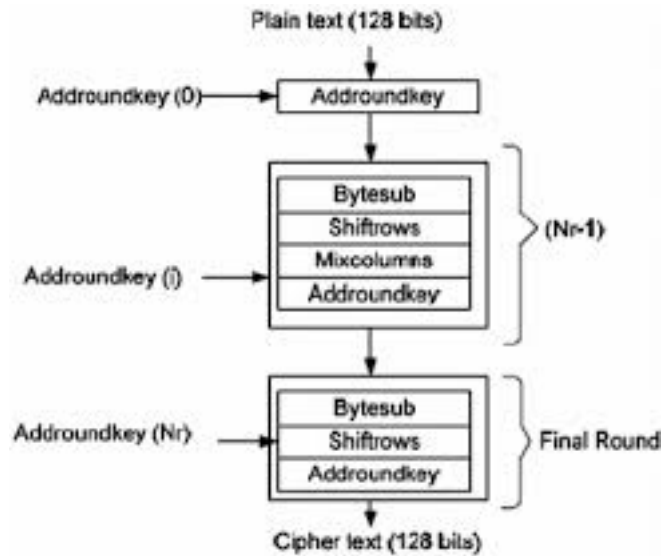 Plain text (128 bits)
Addroundkey (0)
Addroundkey
Bytesub
Shiftrows
Mixcolumns
Addroundkey
Addroundkey (i)
(Nr-1)
Bytesub
Shiftrows
Addroundkey
Addroundkey (Nr)
Final Round
Cipher text (128 bits)